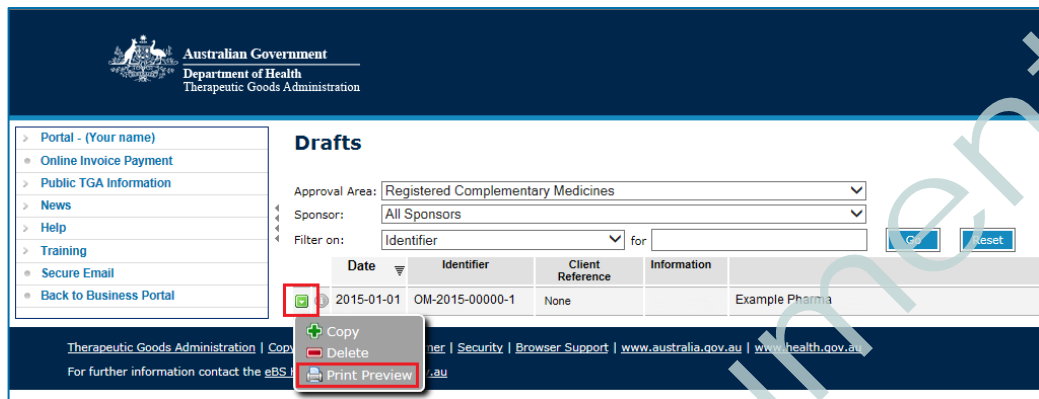 Australian Government
Department of Health
Therapeutic Goods Administration
Portal - (Your name)
Online Invoice Payment
Public TGA Information
News
Help
Training
Secure Email
Back to Business Portal
Drafts
Approval Area: Registered Complementary Medicines
Sponsor: All Sponsors
Filter on: Identifier for Go Reset
Date Identifier Client Reference Information
2015-01-01 OM-2015-00000-1 None Example Pharma
Copy
Delete
Print Preview
Therapeutic Goods Administration | Copy ner | Security | Browser Support | www.australia.gov.au | www.health.gov.au
For further information contact the eBS .au